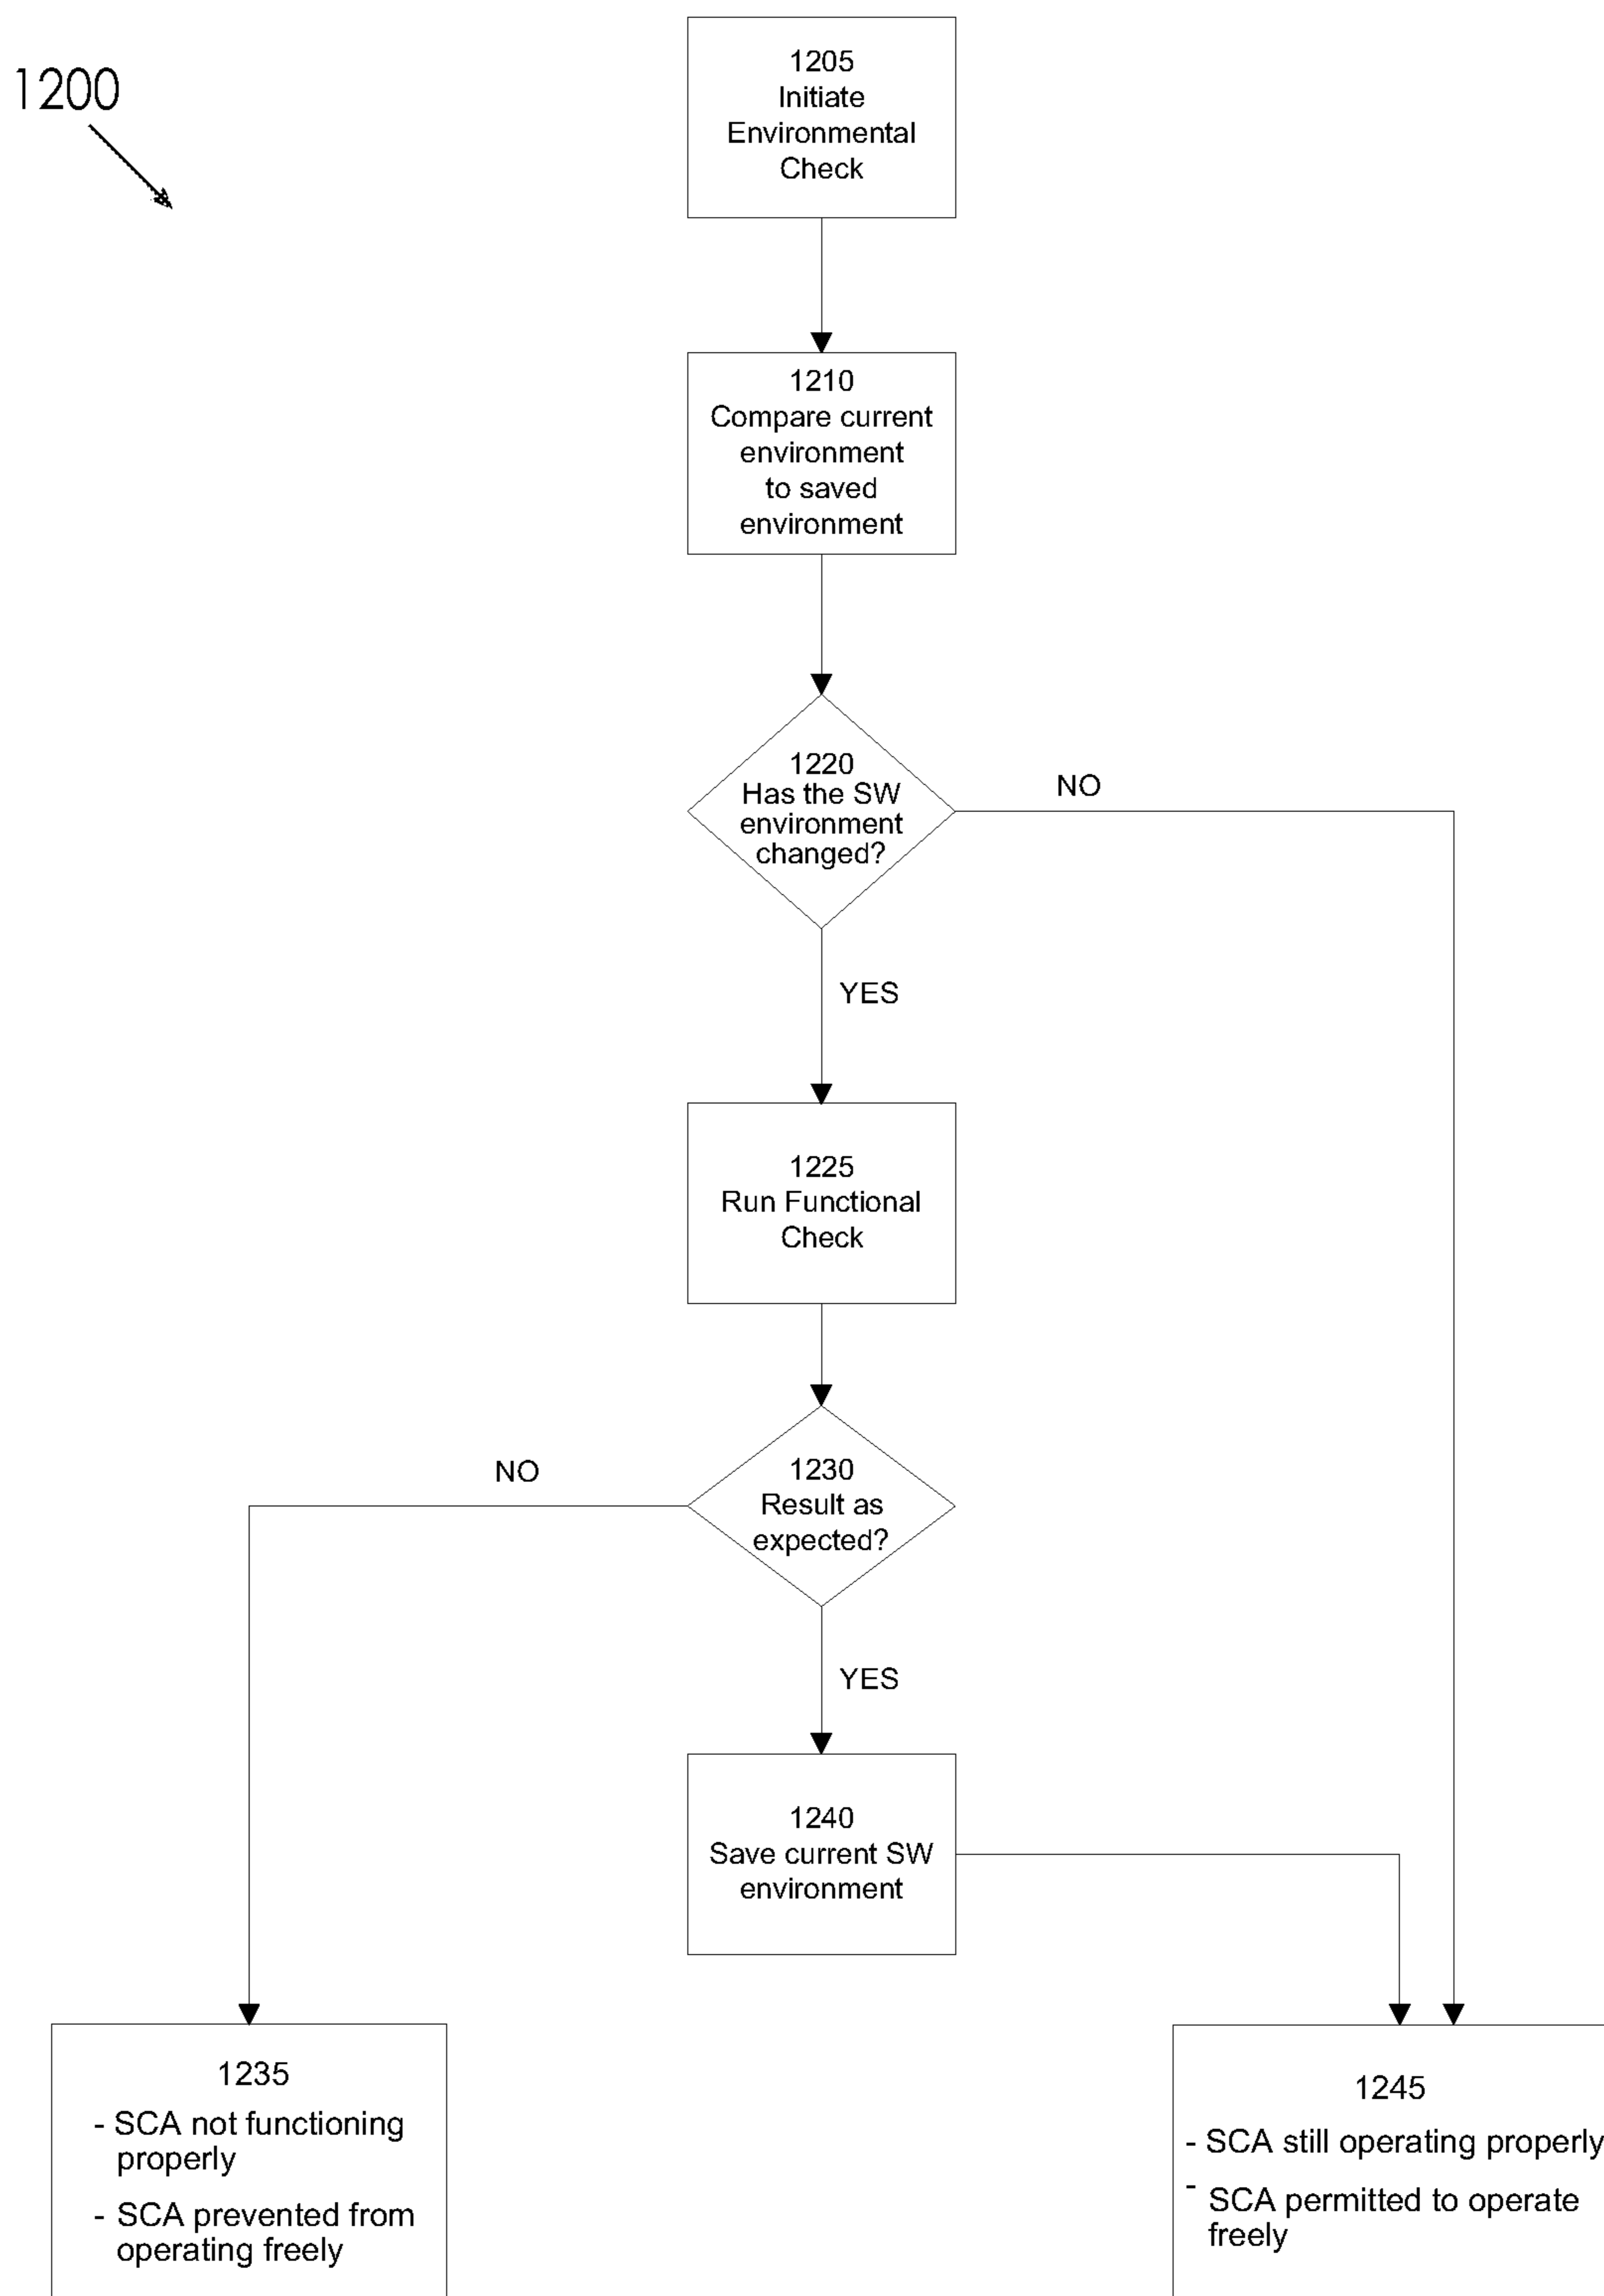 1200
1205
Initiate
Environmental
Check
1210
Compare current
environment
to saved
environment
1220
Has the SW
environment
changed?
NO
YES
1225
Run Functional
Check
1230
Result as
expected?
NO
YES
1240
Save current SW
environment
1235
- SCA not functioning
properly
- SCA prevented from
operating freely
1245
- SCA still operating properly
- SCA permitted to operate
freely